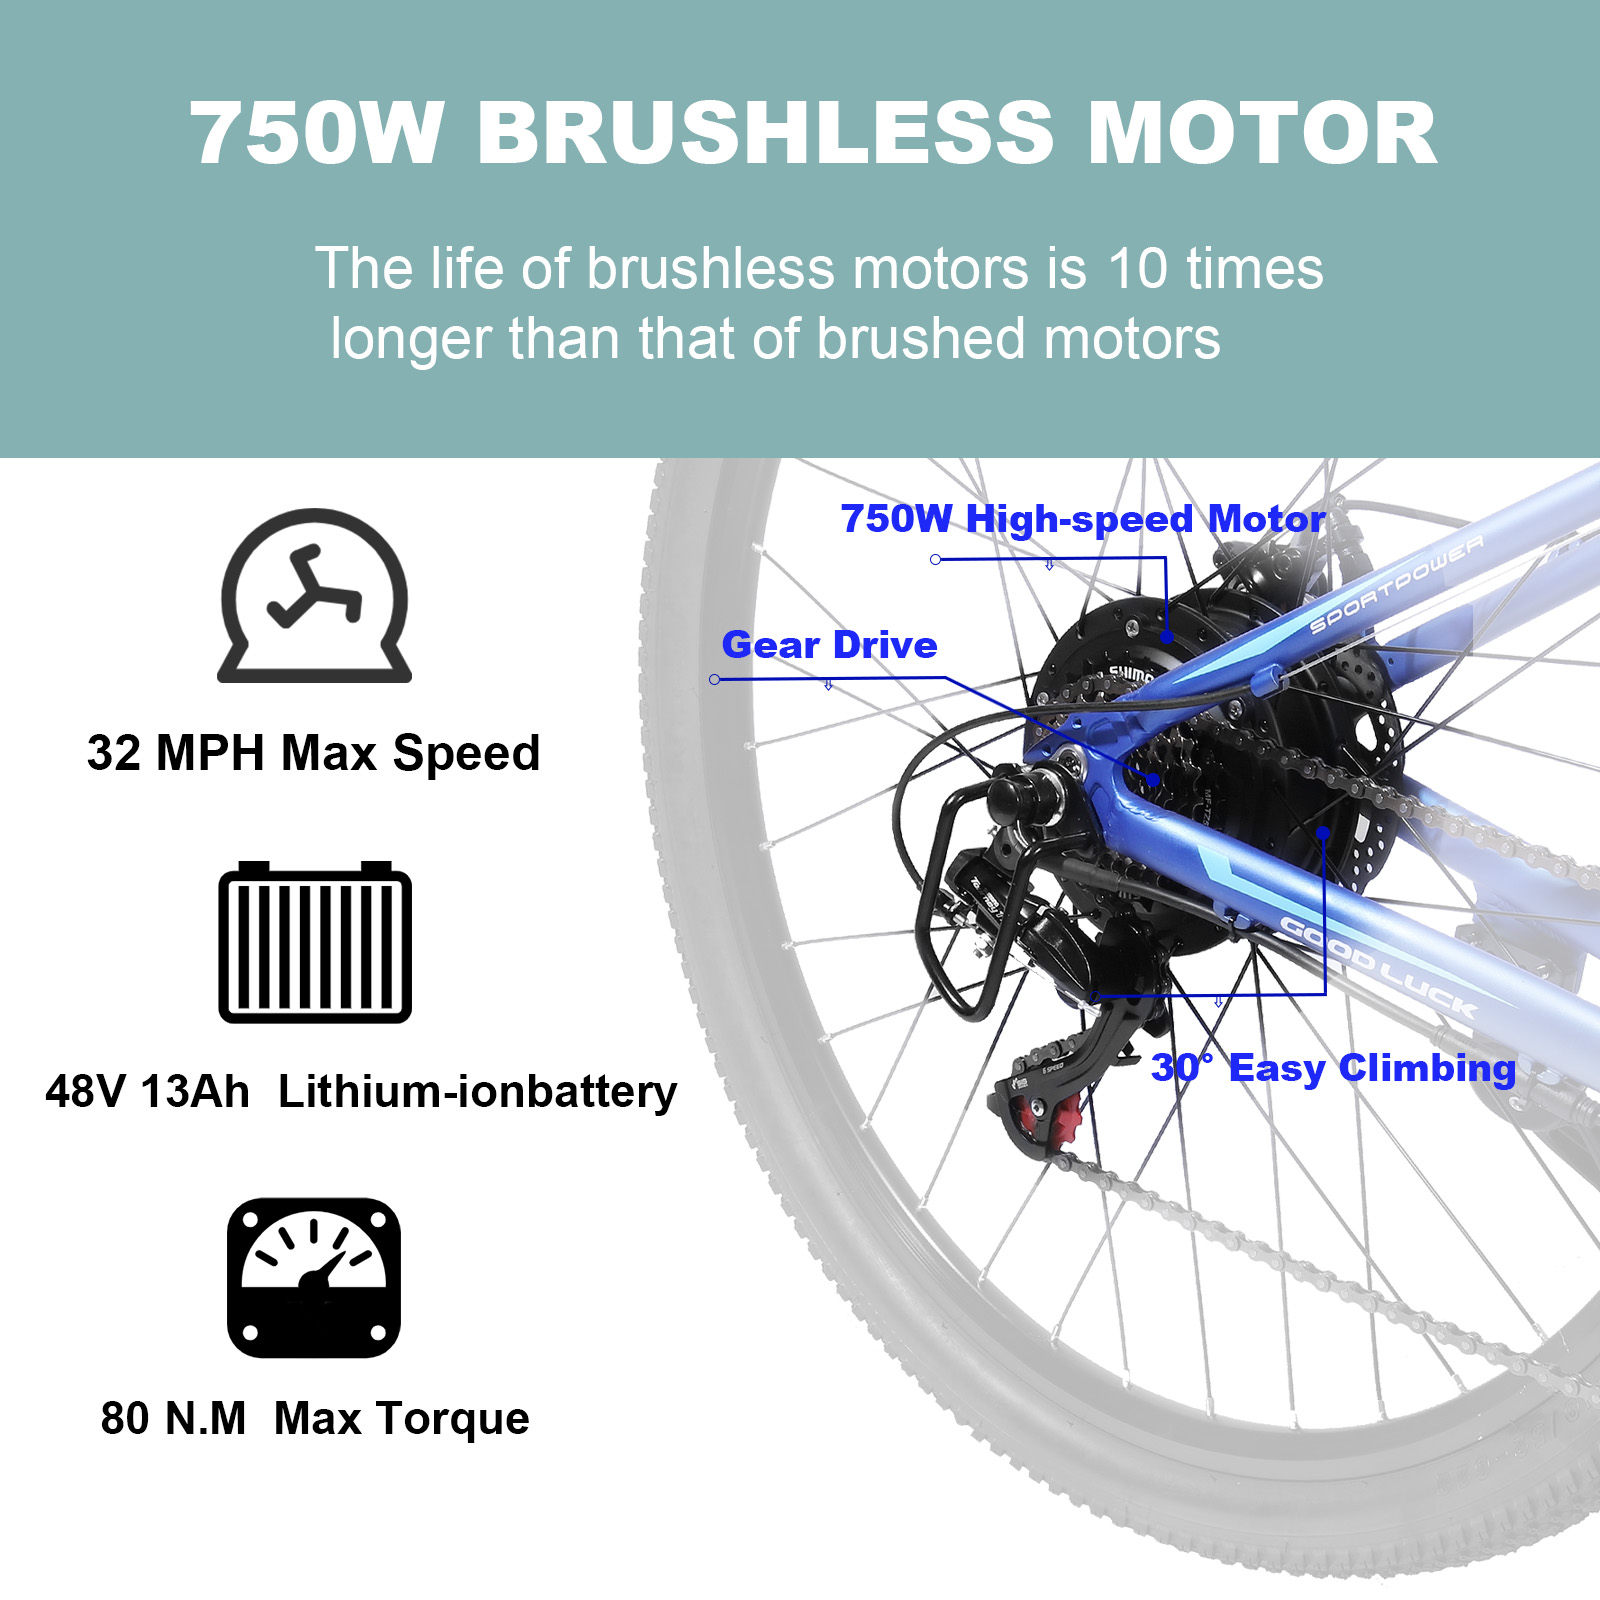 750W BRUSHLESS MOTOR
The life of brushless motors is 10 times
longer than that of brushed motors
32 MPH Max Speed
48V 13Ah Lithium-ionbattery
80 N.M Max Torque
750W High-speed Motor
Gear Drive
30° Easy Climbing
SPORTPOWER
GOOD LUCK
6 SPEED